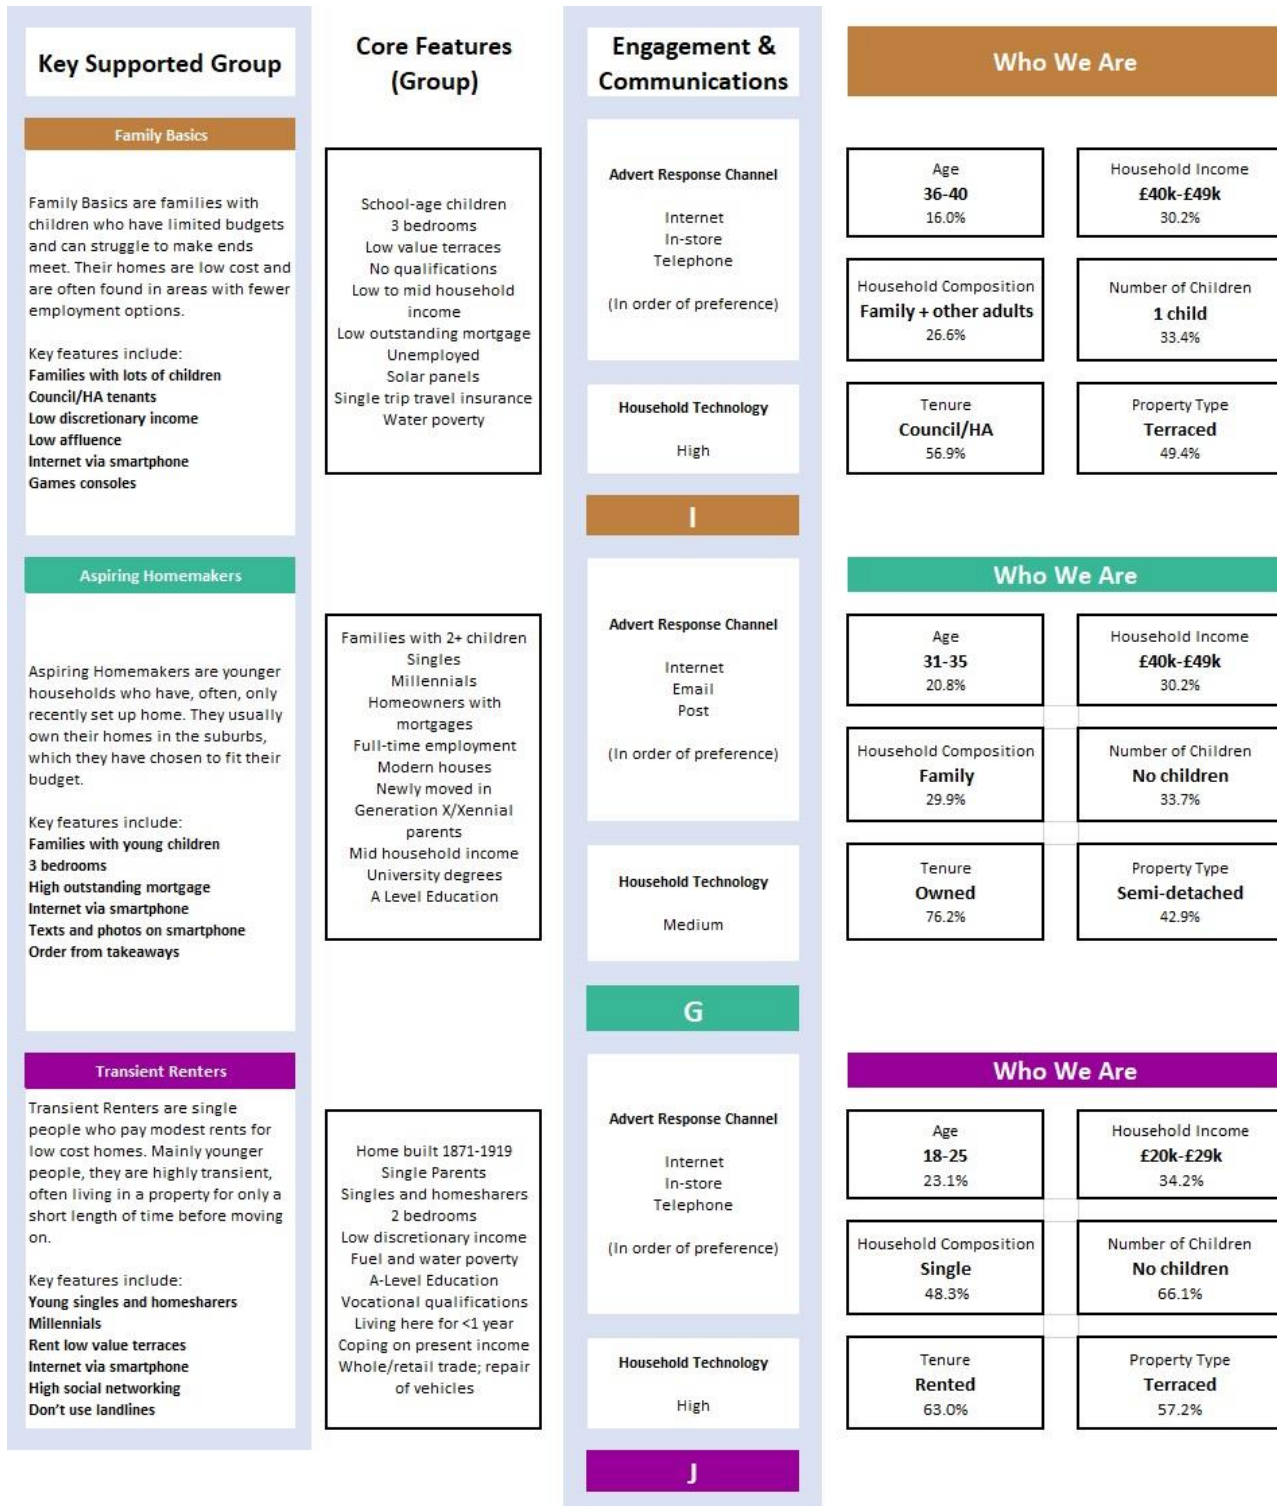 Key Supported Group
Core Features
(Group)
Engagement &
Communications
Who We Are
Family Basics
Family Basics are families with
children who have limited budgets
and can struggle to make ends
meet. Their homes are low cost and
are often found in areas with fewer
employment options.
Key features include:
Families with lots of children
Council/HA tenants
Low discretionary income
Low affluence
Internet via smartphone
Games consoles
School-age children
3 bedrooms
Low value terraces
No qualifications
Low to mid household
income
Low outstanding mortgage
Unemployed
Solar panels
Single trip travel insurance
Water poverty
Advert Response Channel
Internet
In-store
Telephone
(In order of preference)
Household Technology
High
I
Age
36-40
16.0%
Household Income
£40k-£49k
30.2%
Household Composition
Family + other adults
26.6%
Number of Children
1 child
33.4%
Tenure
Council/HA
56.9%
Property Type
Terraced
49.4%
Aspiring Homemakers
Aspiring Homemakers are younger
households who have, often, only
recently set up home. They usually
own their homes in the suburbs,
which they have chosen to fit their
budget.
Key features include:
Families with young children
3 bedrooms
High outstanding mortgage
Internet via smartphone
Texts and photos on smartphone
Order from takeaways
Families with 2+ children
Singles
Millennials
Homeowners with
mortgages
Full-time employment
Modern houses
Newly moved in
Generation X/Xennial
parents
Mid household income
University degrees
A Level Education
Advert Response Channel
Internet
Email
Post
(In order of preference)
Household Technology
Medium
G
Who We Are
Age
31-35
20.8%
Household Income
£40k-£49k
30.2%
Household Composition
Family
29.9%
Number of Children
No children
33.7%
Tenure
Owned
76.2%
Property Type
Semi-detached
42.9%
Transient Renters
Transient Renters are single
people who pay modest rents for
low cost homes. Mainly younger
people, they are highly transient,
often living in a property for only a
short length of time before moving
on.
Key features include:
Young singles and homesharers
Millennials
Rent low value terraces
Internet via smartphone
High social networking
Don't use landlines
Home built 1871-1919
Single Parents
Singles and homesharers
2 bedrooms
Low discretionary income
Fuel and water poverty
A-Level Education
Vocational qualifications
Living here for <1 year
Coping on present income
Whole/retail trade; repair
of vehicles
Advert Response Channel
Internet
In-store
Telephone
(In order of preference)
Household Technology
High
J
Who We Are
Age
18-25
23.1%
Household Income
£20k-£29k
34.2%
Household Composition
Single
48.3%
Number of Children
No children
66.1%
Tenure
Rented
63.0%
Property Type
Terraced
57.2%